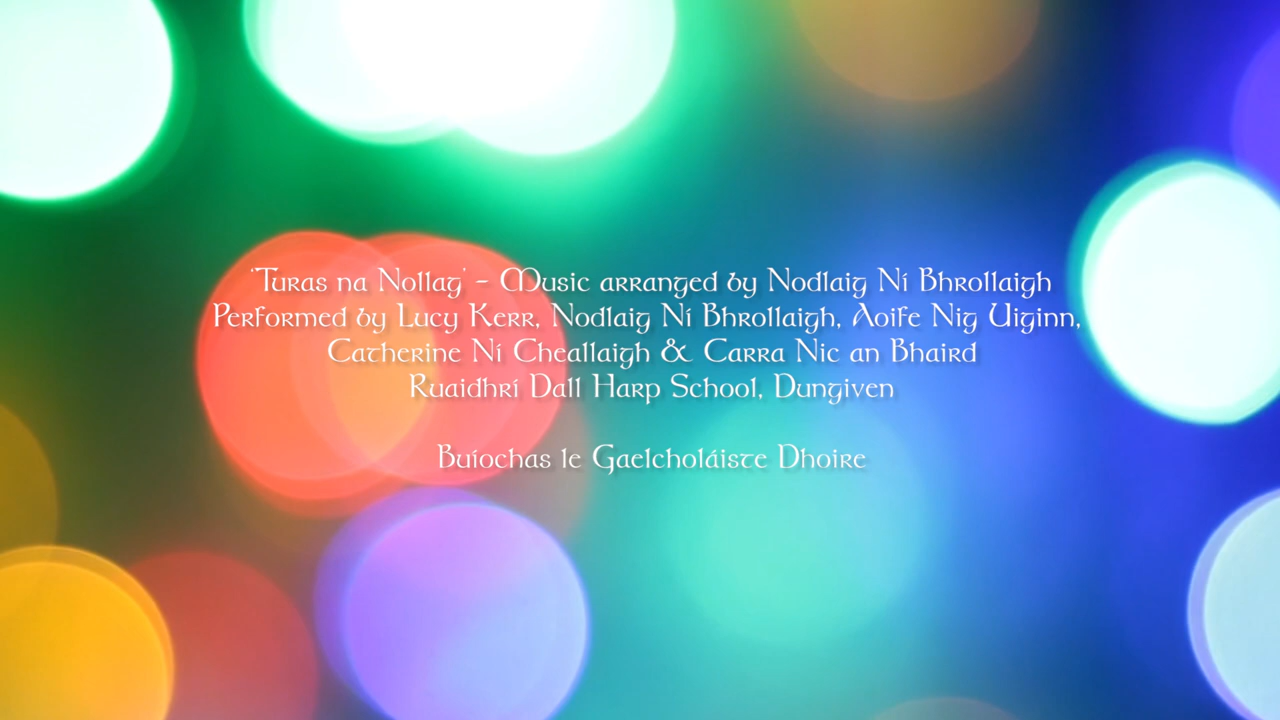 'Turas na Nollag' - Music arranged by Nodlaig Ní Bhrollaigh
Performed by Lucy Kerr, Nodlaig Ní Bhrollaigh, Aoife Nig Uiginn,
Catherine Ní Cheallaigh & Carra Nic an Bhaird
Ruaidhrí Dall Harp School, Dungiven
Buíochas le Gaelcholáiste Dhoire